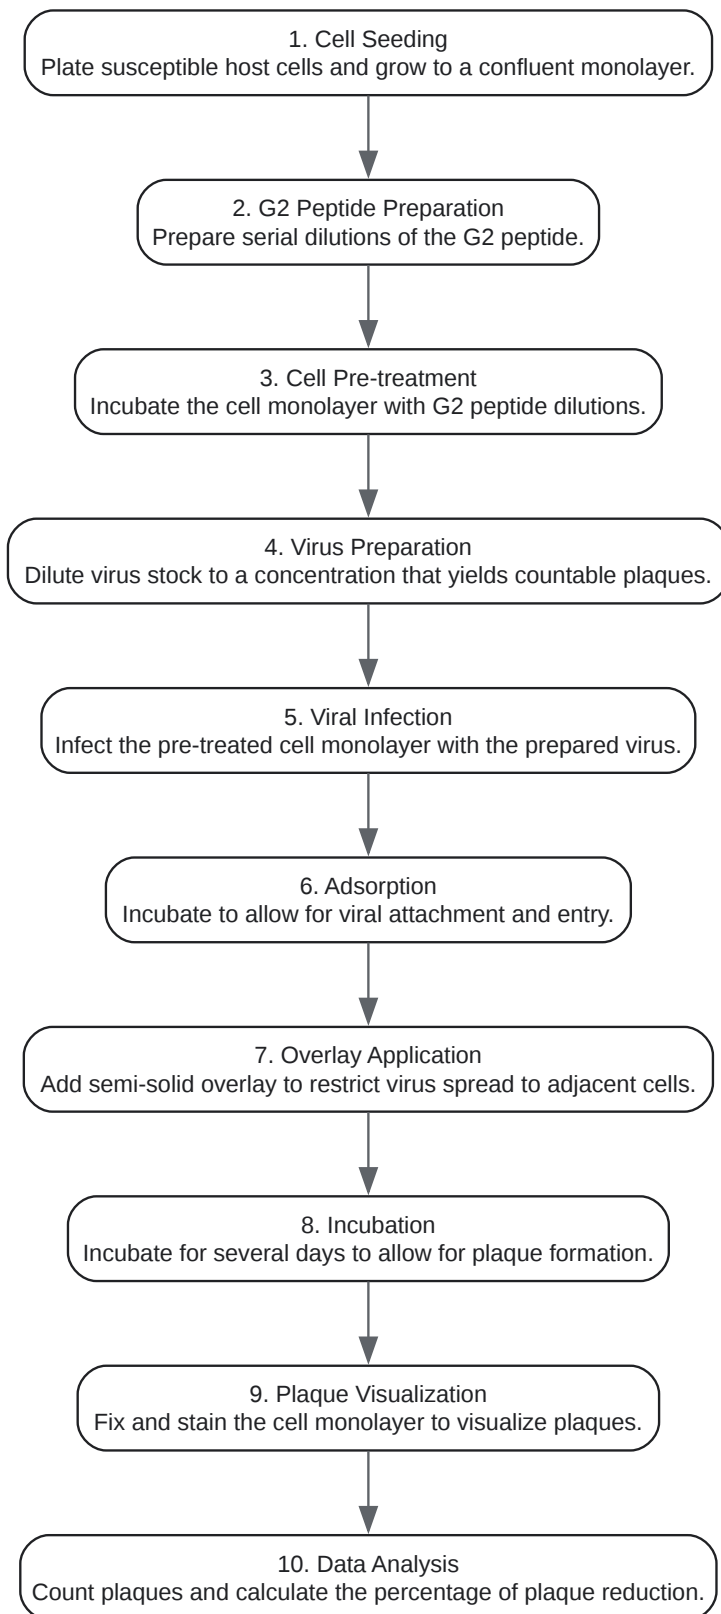 1. Cell Seeding
Plate susceptible host cells and grow to a confluent monolayer.
2. G2 Peptide Preparation
Prepare serial dilutions of the G2 peptide.
3. Cell Pre-treatment
Incubate the cell monolayer with G2 peptide dilutions.
4. Virus Preparation
Dilute virus stock to a concentration that yields countable plaques.
5. Viral Infection
Infect the pre-treated cell monolayer with the prepared virus.
6. Adsorption
Incubate to allow for viral attachment and entry.
7. Overlay Application
Add semi-solid overlay to restrict virus spread to adjacent cells.
8. Incubation
Incubate for several days to allow for plaque formation.
9. Plaque Visualization
Fix and stain the cell monolayer to visualize plaques.
10. Data Analysis
Count plaques and calculate the percentage of plaque reduction.